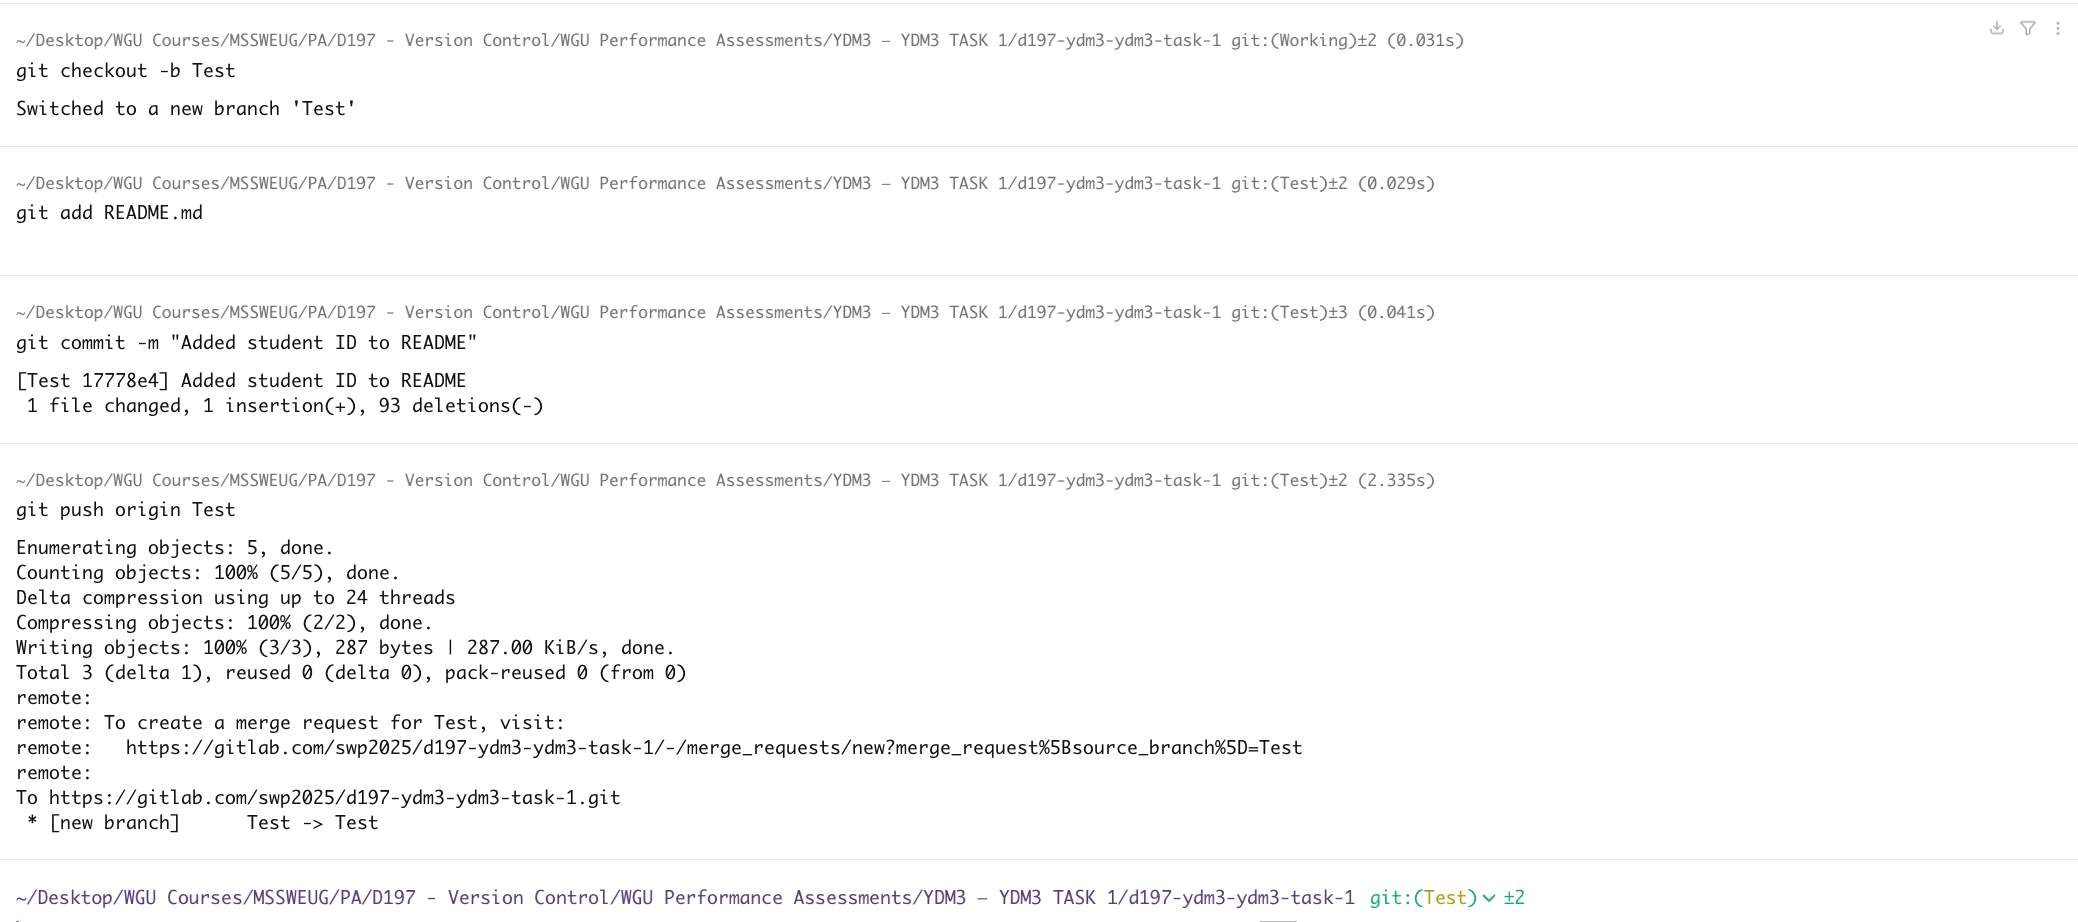 ~/Desktop/WGU Courses/MSSWEUG/PA/D197 - Version Control/WGU Performance Assessments/YDM3 – YDM3 TASK 1/d197-ydm3-ydm3-task-1 git:(Working)±2 (0.031s)
git checkout -b Test
Switched to a new branch 'Test'
~/Desktop/WGU Courses/MSSWEUG/PA/D197 - Version Control/WGU Performance Assessments/YDM3 – YDM3 TASK 1/d197-ydm3-ydm3-task-1 git:(Test)±2 (0.029s)
git add README.md
~/Desktop/WGU Courses/MSSWEUG/PA/D197 - Version Control/WGU Performance Assessments/YDM3 – YDM3 TASK 1/d197-ydm3-ydm3-task-1 git:(Test)±3 (0.041s)
git commit -m "Added student ID to README"
[Test 17778e4] Added student ID to README
 1 file changed, 1 insertion(+), 93 deletions(-)
~/Desktop/WGU Courses/MSSWEUG/PA/D197 - Version Control/WGU Performance Assessments/YDM3 – YDM3 TASK 1/d197-ydm3-ydm3-task-1 git:(Test)±2 (2.335s)
git push origin Test
Enumerating objects: 5, done.
Counting objects: 100% (5/5), done.
Delta compression using up to 24 threads
Compressing objects: 100% (2/2), done.
Writing objects: 100% (3/3), 287 bytes | 287.00 KiB/s, done.
Total 3 (delta 1), reused 0 (delta 0), pack-reused 0 (from 0)
remote:
remote: To create a merge request for Test, visit:
remote:   https://gitlab.com/swp2025/d197-ydm3-ydm3-task-1/-/merge_requests/new?merge_request%5Bsource_branch%5D=Test
remote:
To https://gitlab.com/swp2025/d197-ydm3-ydm3-task-1.git
 * [new branch]      Test -> Test
~/Desktop/WGU Courses/MSSWEUG/PA/D197 - Version Control/WGU Performance Assessments/YDM3 – YDM3 TASK 1/d197-ydm3-ydm3-task-1 git:(Test) ±2